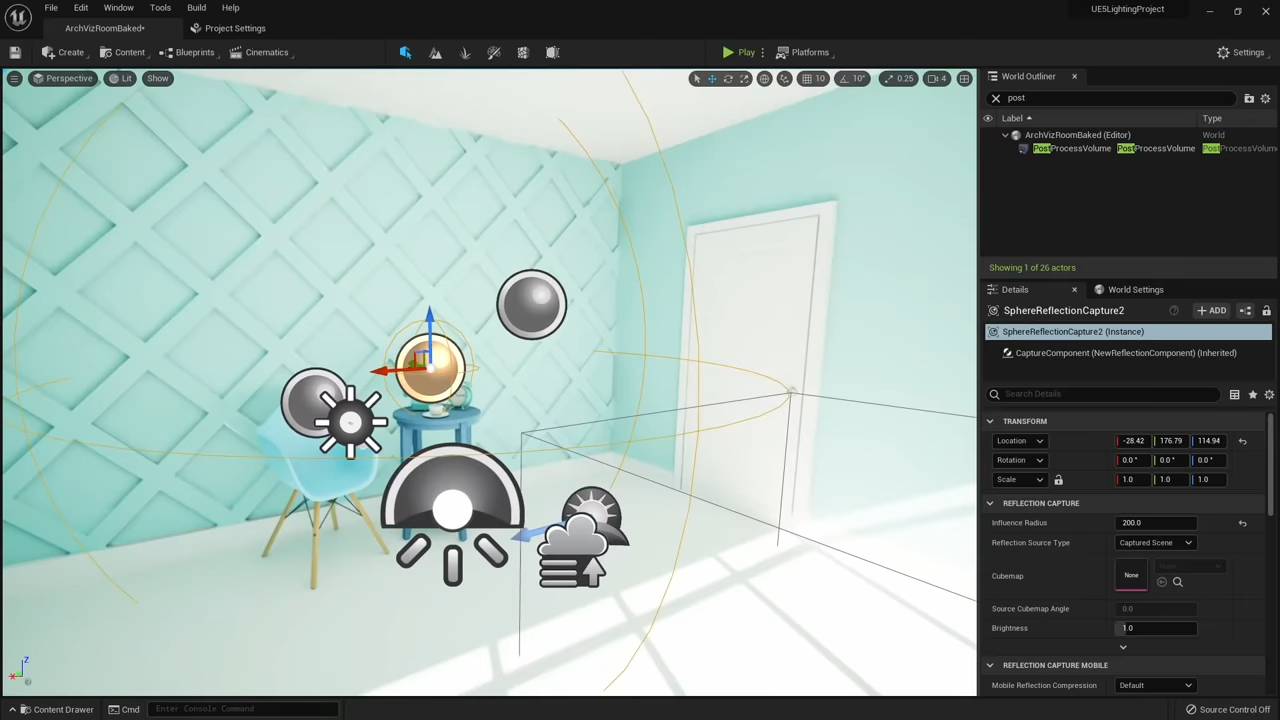 File Edit Window Tools Build Help
UE5LightingProject
ArchVizRoomBaked•
Project Settings
Create
Content
Blueprints
Cinematics
Play
Platforms
Settings
Perspective
Lit
Show
10
10°
0.25
4
World Outliner
post
Label
Type
ArchVizRoomBaked (Editor)
World
PostProcessVolume PostProcessVolume PostProcessVolume
Showing 1 of 26 actors
Details
World Settings
SphereReflectionCapture2
ADD
SphereReflectionCapture2 (Instance)
CaptureComponent (NewReflectionComponent) (Inherited)
Search Details
TRANSFORM
Location -28.42 176.79 114.94
Rotation 0.0 ° 0.0 ° 0.0 °
Scale 1.0 1.0 1.0
REFLECTION CAPTURE
Influence Radius 200.0
Reflection Source Type Captured Scene
Cubemap None None
Source Cubemap Angle 0.0
Brightness 1.0
REFLECTION CAPTURE MOBILE
Mobile Reflection Compression Default
Z
X
Content Drawer
Cmd
Enter Console Command
Source Control Off